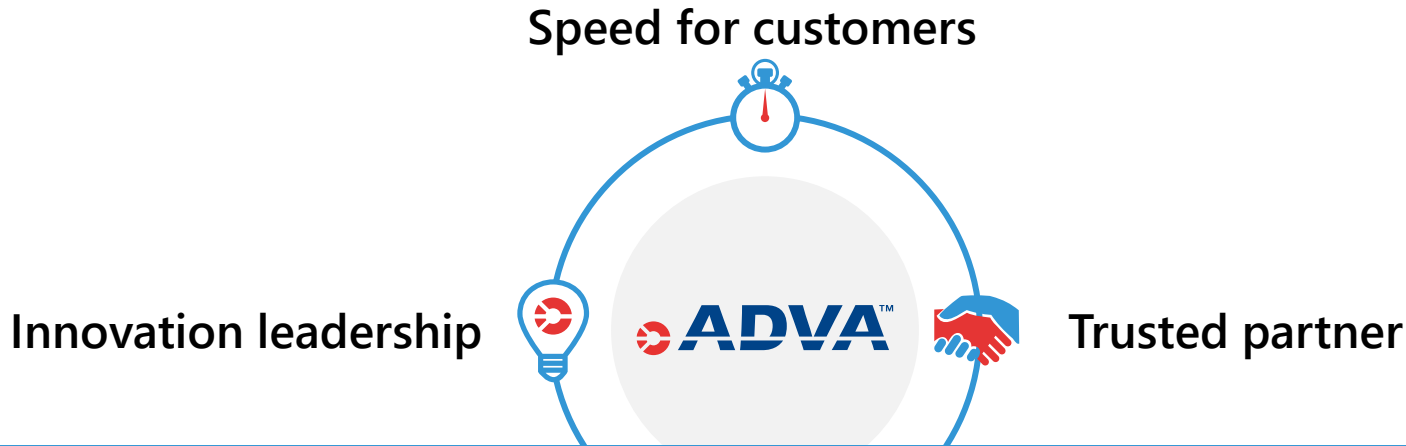 Speed for customers
Innovation leadership
ADVA™
Trusted partner